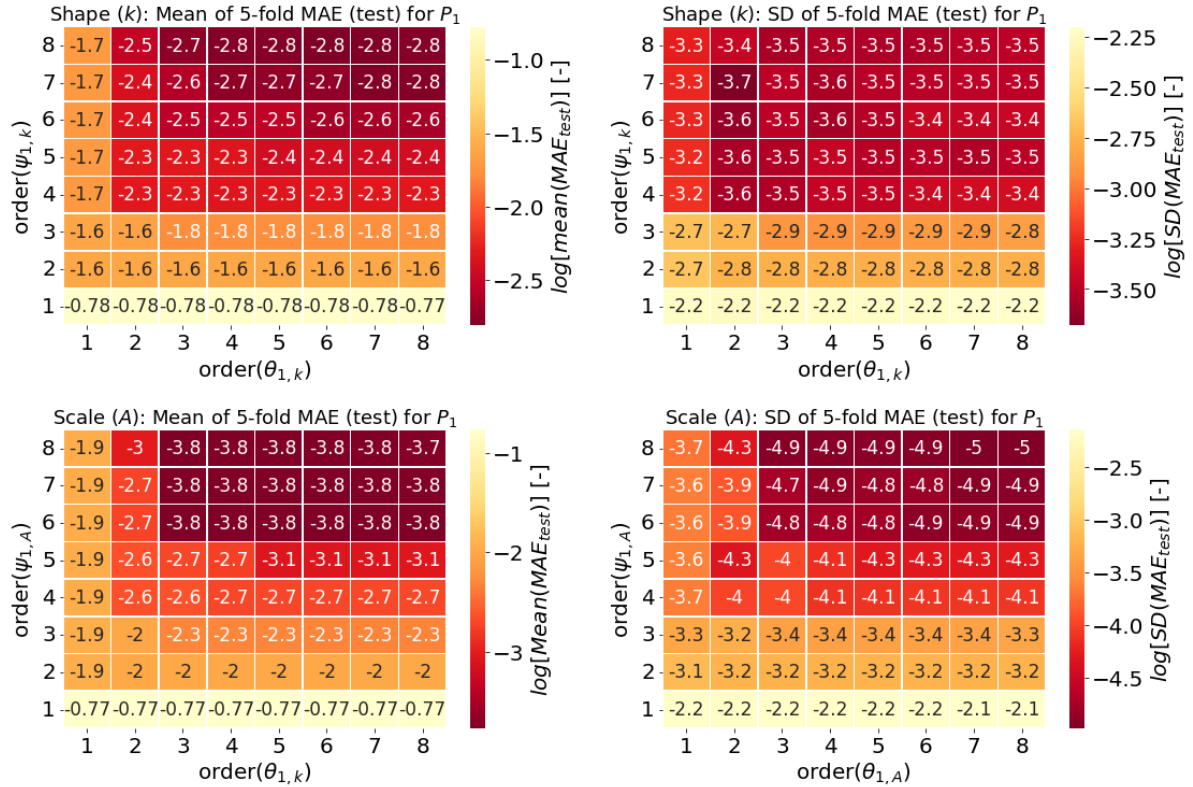 Shape (k): Mean of 5-fold MAE (test) for P₁
8 -1.7 -2.5 -2.7 -2.8 -2.8 -2.8 -2.8 -2.8
7 -1.7 -2.4 -2.6 -2.7 -2.7 -2.7 -2.8 -2.8
6 -1.7 -2.4 -2.5 -2.5 -2.5 -2.6 -2.6 -2.6
5 -1.7 -2.3 -2.3 -2.3 -2.4 -2.4 -2.4 -2.4
4 -1.7 -2.3 -2.3 -2.3 -2.3 -2.3 -2.3 -2.3
3 -1.6 -1.6 -1.8 -1.8 -1.8 -1.8 -1.8 -1.8
2 -1.6 -1.6 -1.6 -1.6 -1.6 -1.6 -1.6 -1.6
1 -0.78 -0.78 -0.78 -0.78 -0.78 -0.78 -0.78 -0.77
1 2 3 4 5 6 7 8
order(θ₁,ₖ)
order(ψ₁,ₖ)
−1.0
−1.5
−2.0
−2.5
log[mean(MAE_test)] [-]
Shape (k): SD of 5-fold MAE (test) for P₁
8 -3.3 -3.4 -3.5 -3.5 -3.5 -3.5 -3.5 -3.5
7 -3.3 -3.7 -3.5 -3.6 -3.5 -3.5 -3.5 -3.5
6 -3.3 -3.6 -3.5 -3.6 -3.5 -3.4 -3.4 -3.4
5 -3.2 -3.6 -3.5 -3.5 -3.5 -3.5 -3.5 -3.5
4 -3.2 -3.6 -3.5 -3.5 -3.5 -3.4 -3.4 -3.4
3 -2.7 -2.7 -2.9 -2.9 -2.9 -2.9 -2.9 -2.8
2 -2.7 -2.8 -2.8 -2.8 -2.8 -2.8 -2.8 -2.8
1 -2.2 -2.2 -2.2 -2.2 -2.2 -2.2 -2.2 -2.2
1 2 3 4 5 6 7 8
order(θ₁,ₖ)
order(ψ₁,ₖ)
−2.25
−2.50
−2.75
−3.00
−3.25
−3.50
log[SD(MAE_test)] [-]
Scale (A): Mean of 5-fold MAE (test) for P₁
8 -1.9 -3 -3.8 -3.8 -3.8 -3.8 -3.8 -3.7
7 -1.9 -2.7 -3.8 -3.8 -3.8 -3.8 -3.8 -3.8
6 -1.9 -2.7 -3.8 -3.8 -3.8 -3.8 -3.8 -3.8
5 -1.9 -2.6 -2.7 -2.7 -3.1 -3.1 -3.1 -3.1
4 -1.9 -2.6 -2.6 -2.7 -2.7 -2.7 -2.7 -2.7
3 -1.9 -2 -2.3 -2.3 -2.3 -2.3 -2.3 -2.3
2 -1.9 -2 -2 -2 -2 -2 -2 -2
1 -0.77 -0.77 -0.77 -0.77 -0.77 -0.77 -0.77 -0.77
1 2 3 4 5 6 7 8
order(θ₁,ₖ)
order(ψ₁,A)
−1
−2
−3
log[Mean(MAE_test)] [-]
Scale (A): SD of 5-fold MAE (test) for P₁
8 -3.7 -4.3 -4.9 -4.9 -4.9 -4.9 -5 -5
7 -3.6 -3.9 -4.7 -4.9 -4.8 -4.8 -4.9 -4.9
6 -3.6 -3.9 -4.8 -4.8 -4.8 -4.9 -4.9 -4.9
5 -3.6 -4.3 -4 -4.1 -4.3 -4.3 -4.3 -4.3
4 -3.7 -4 -4 -4.1 -4.1 -4.1 -4.1 -4.1
3 -3.3 -3.2 -3.4 -3.4 -3.4 -3.4 -3.4 -3.3
2 -3.1 -3.2 -3.2 -3.2 -3.2 -3.2 -3.2 -3.2
1 -2.2 -2.2 -2.2 -2.2 -2.2 -2.2 -2.1 -2.1
1 2 3 4 5 6 7 8
order(θ₁,A)
order(ψ₁,A)
−2.5
−3.0
−3.5
−4.0
−4.5
log[SD(MAE_test)] [-]